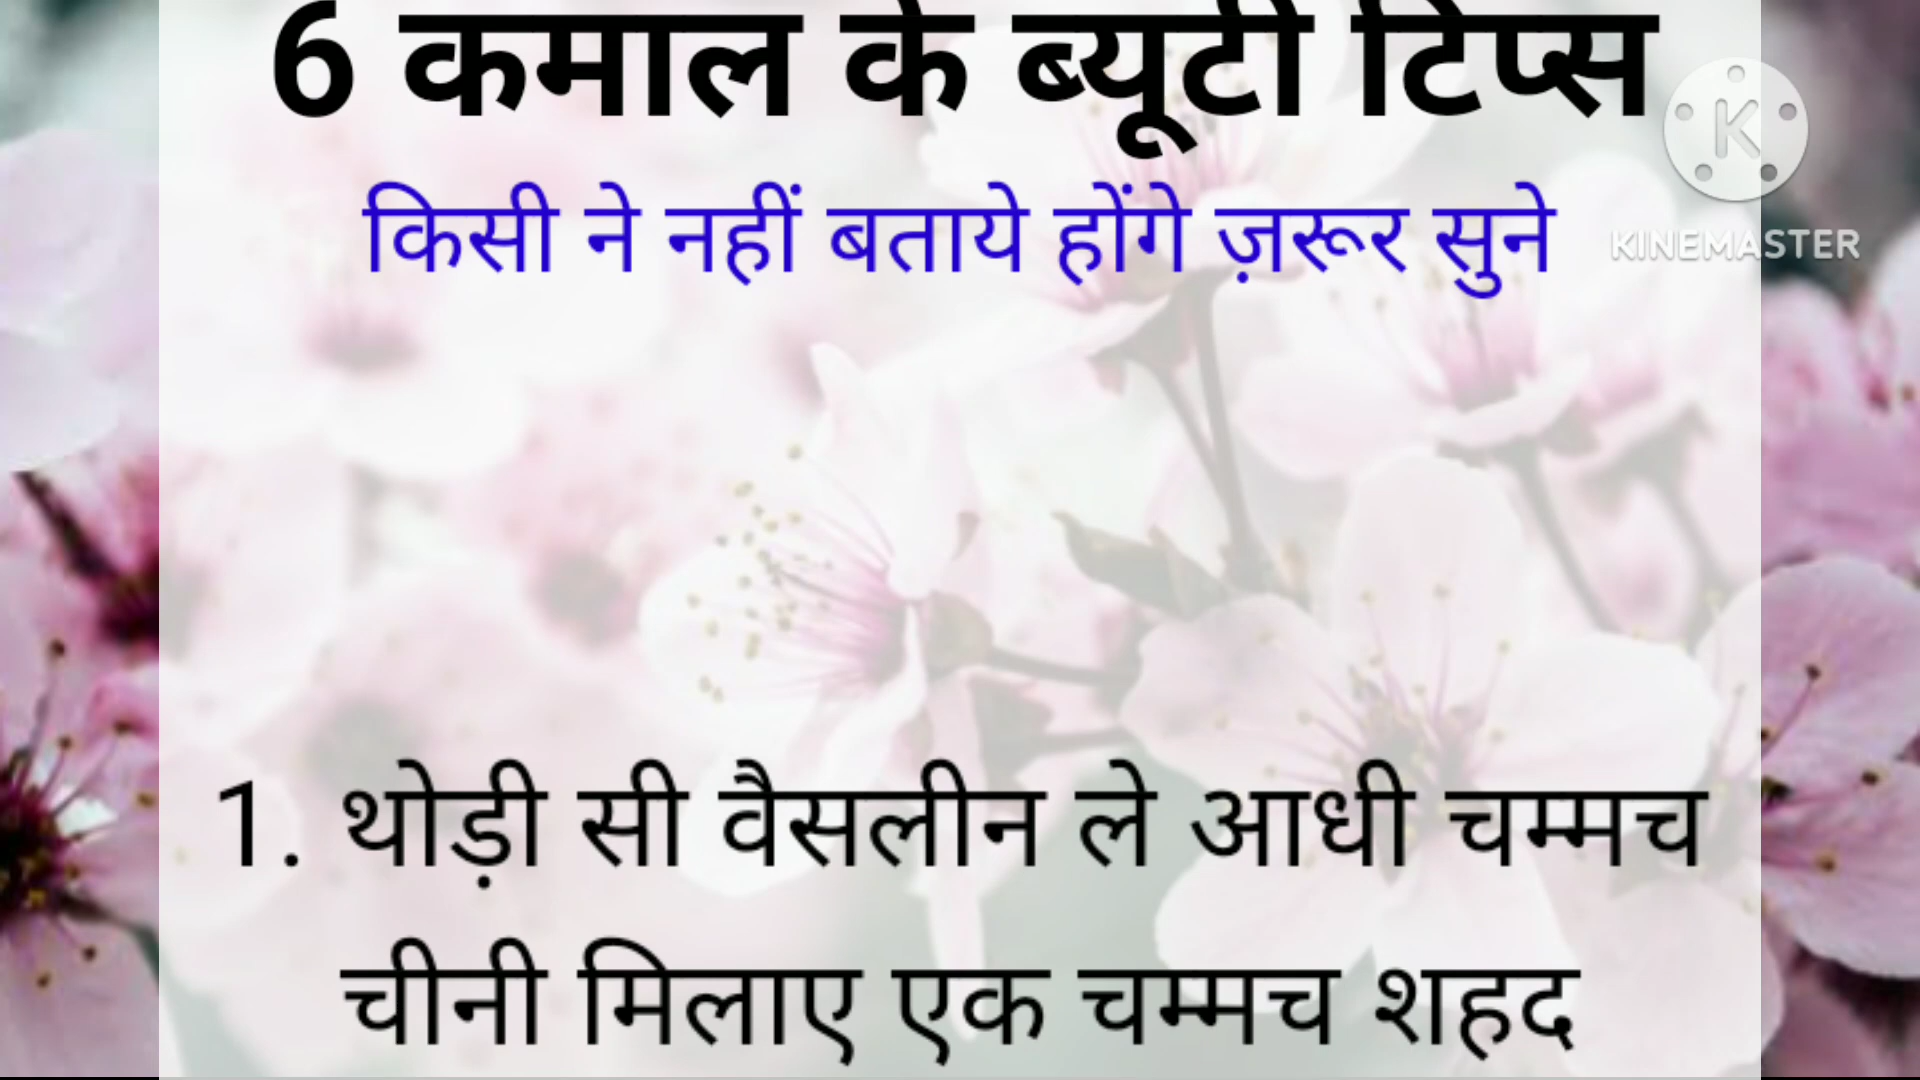 6 कमाल के ब्यूटी टिप्स
किसी ने नहीं बताये होंगे ज़रूर सुने
K
KINEMASTER
1. थोड़ी सी वैसलीन ले आधी चम्मच
चीनी मिलाए एक चम्मच शहद